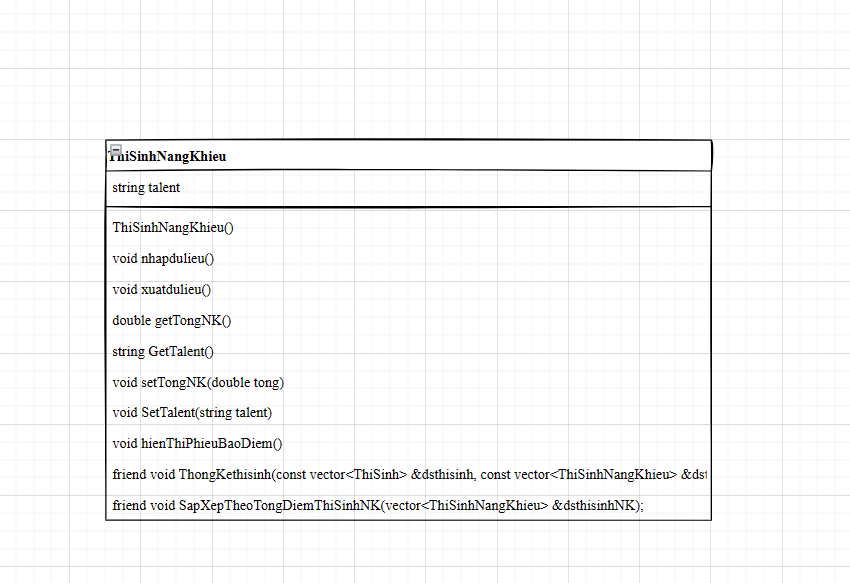 ThiSinhNangKhieu
string talent
ThiSinhNangKhieu()
void nhapdulieu()
void xuatdulieu()
double getTongNK()
string GetTalent()
void setTongNK(double tong)
void SetTalent(string talent)
void hienThiPhieuBaoDiem()
friend void ThongKethisinh(const vector<ThiSinh> &dsthisinh, const vector<ThiSinhNangKhieu> &dst
friend void SapXepTheoTongDiemThiSinhNK(vector<ThiSinhNangKhieu> &dsthisinhNK);